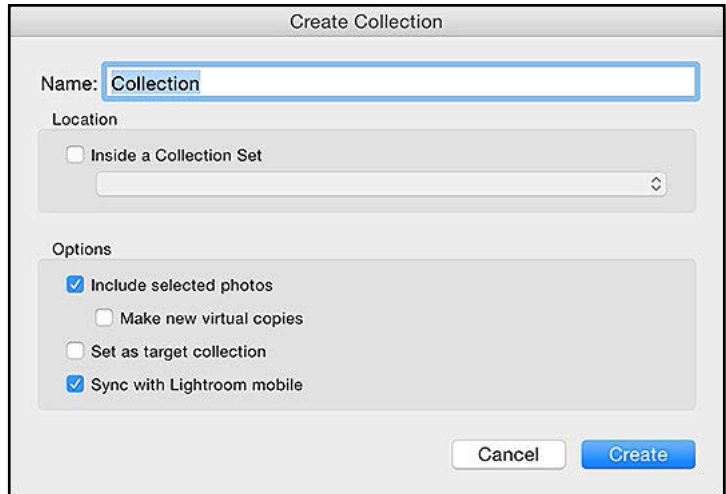 Create Collection
Name: Collection
Location
Inside a Collection Set
Options
Include selected photos
Make new virtual copies
Set as target collection
Sync with Lightroom mobile
Cancel Create